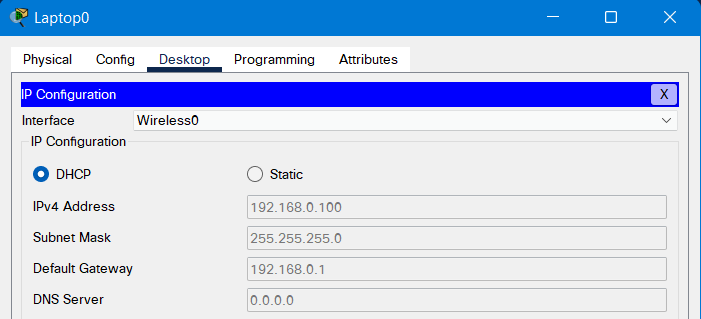 Laptop0
Physical Config Desktop Programming Attributes
IP Configuration X
Interface Wireless0
IP Configuration
DHCP Static
IPv4 Address 192.168.0.100
Subnet Mask 255.255.255.0
Default Gateway 192.168.0.1
DNS Server 0.0.0.0